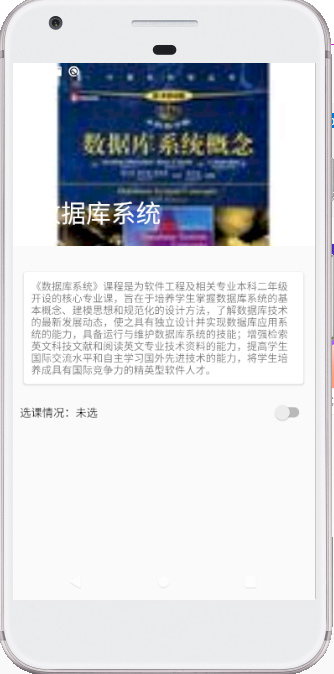 数据库系统概念
数据库系统
《数据库系统》课程是为软件工程及相关专业本科二年级
开设的核心专业课，旨在于培养学生掌握数据库系统的基
本概念、建模思想和规范化的设计方法，了解数据库技术
的最新发展动态，使之具有独立设计并实现数据库应用系
统的能力，具备运行与维护数据库系统的技能；增强检索
英文科技文献和阅读英文专业技术资料的能力，提高学生
国际交流水平和自主学习国外先进技术的能力，将学生培
养成具有国际竞争力的精英型软件人才。
选课情况：未选